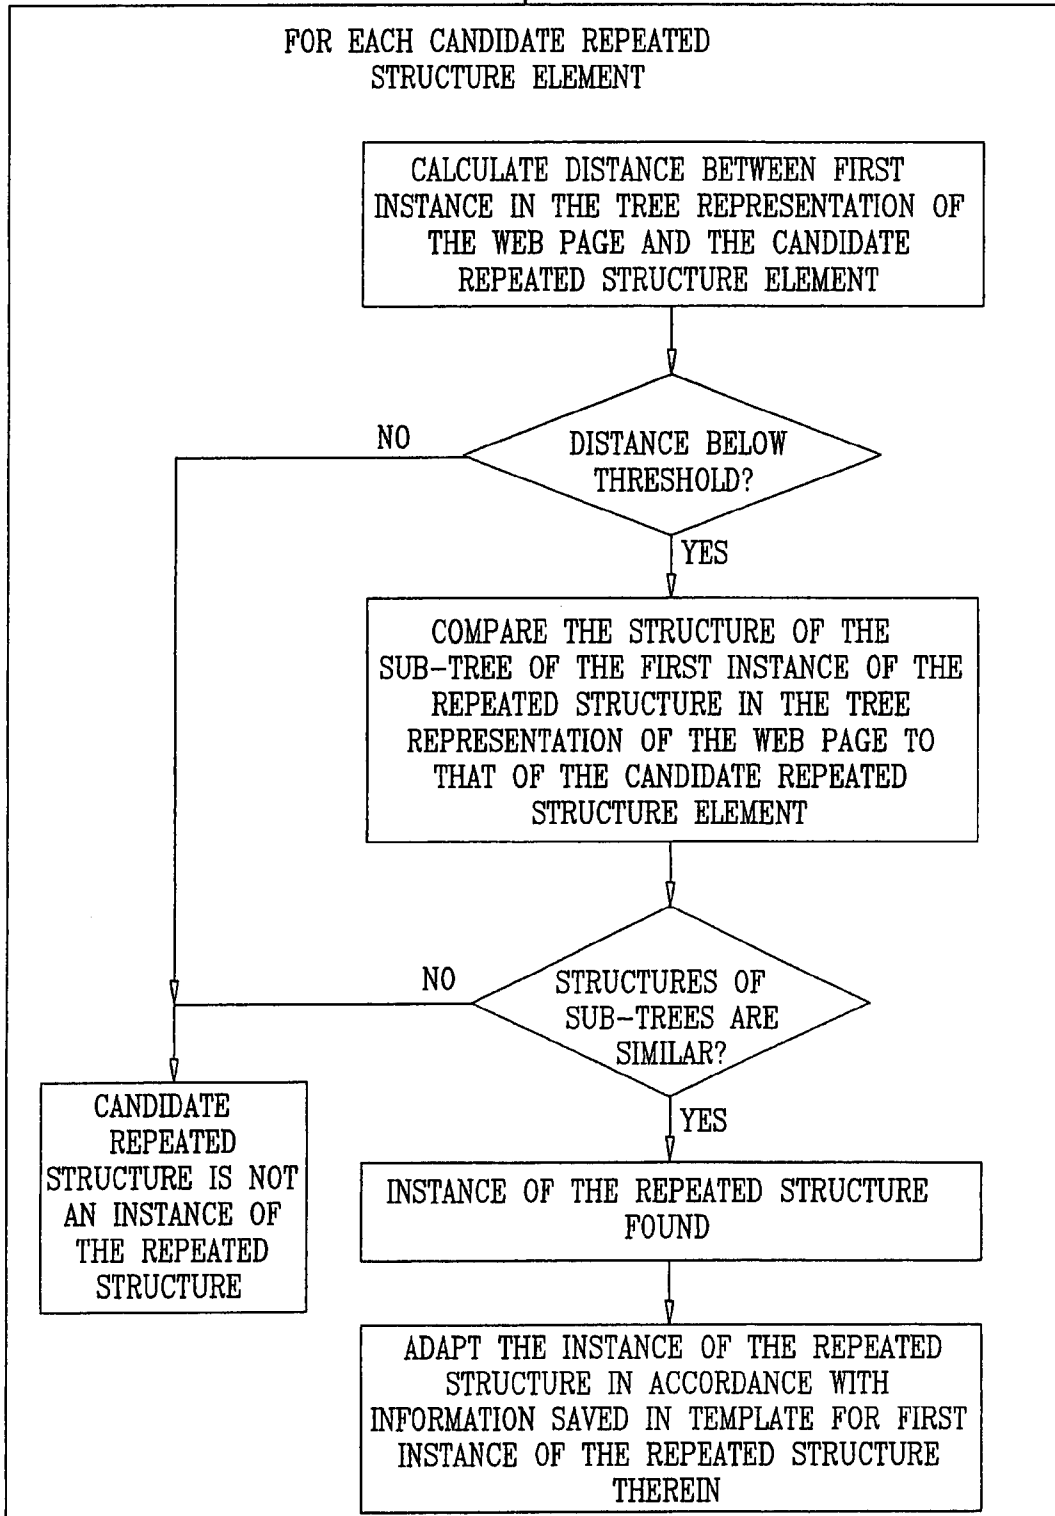 FOR EACH CANDIDATE REPEATED
STRUCTURE ELEMENT
CALCULATE DISTANCE BETWEEN FIRST
INSTANCE IN THE TREE REPRESENTATION OF
THE WEB PAGE AND THE CANDIDATE
REPEATED STRUCTURE ELEMENT
NO
DISTANCE BELOW
THRESHOLD?
YES
COMPARE THE STRUCTURE OF THE
SUB-TREE OF THE FIRST INSTANCE OF THE
REPEATED STRUCTURE IN THE TREE
REPRESENTATION OF THE WEB PAGE TO
THAT OF THE CANDIDATE REPEATED
STRUCTURE ELEMENT
NO
STRUCTURES OF
SUB-TREES ARE
SIMILAR?
YES
CANDIDATE
REPEATED
STRUCTURE IS NOT
AN INSTANCE OF
THE REPEATED
STRUCTURE
INSTANCE OF THE REPEATED STRUCTURE
FOUND
ADAPT THE INSTANCE OF THE REPEATED
STRUCTURE IN ACCORDANCE WITH
INFORMATION SAVED IN TEMPLATE FOR FIRST
INSTANCE OF THE REPEATED STRUCTURE
THEREIN